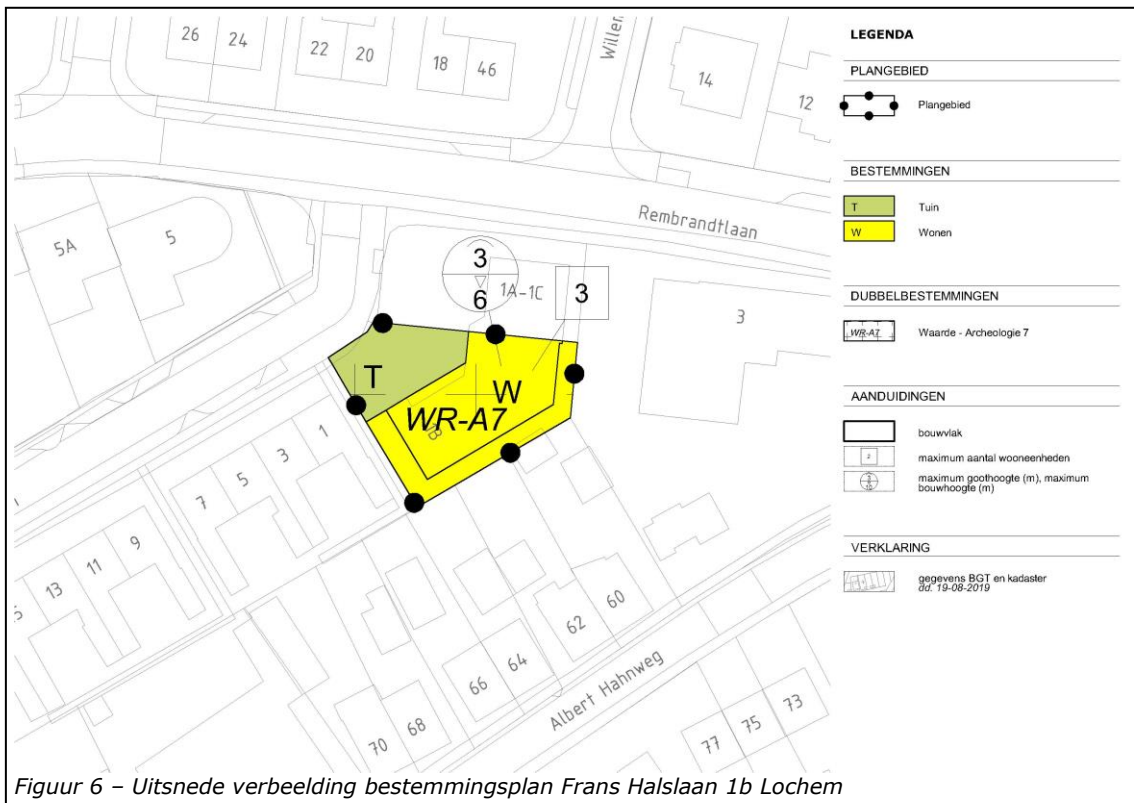 26 24
22 20
18 46
Willem
14
12
Rembrandtlaan
5A
5
3
6
1A-1C
3
3
T
W
WR-A7
1B
1
3
5
7
9
11
13
62
60
66
64
70
68
Albert Hahnweg
77
75
73
LEGENDA
PLANGEBIED
Plangebied
BESTEMMINGEN
T Tuin
W Wonen
DUBBELBESTEMMINGEN
WR-A7 Waarde - Archeologie 7
AANDUIDINGEN
bouwvlak
maximum aantal wooneenheden
maximum goothoogte (m), maximum
bouwhoogte (m)
VERKLARING
gegevens BGT en kadaster
dd. 19-08-2019
Figuur 6 – Uitsnede verbeelding bestemmingsplan Frans Halslaan 1b Lochem